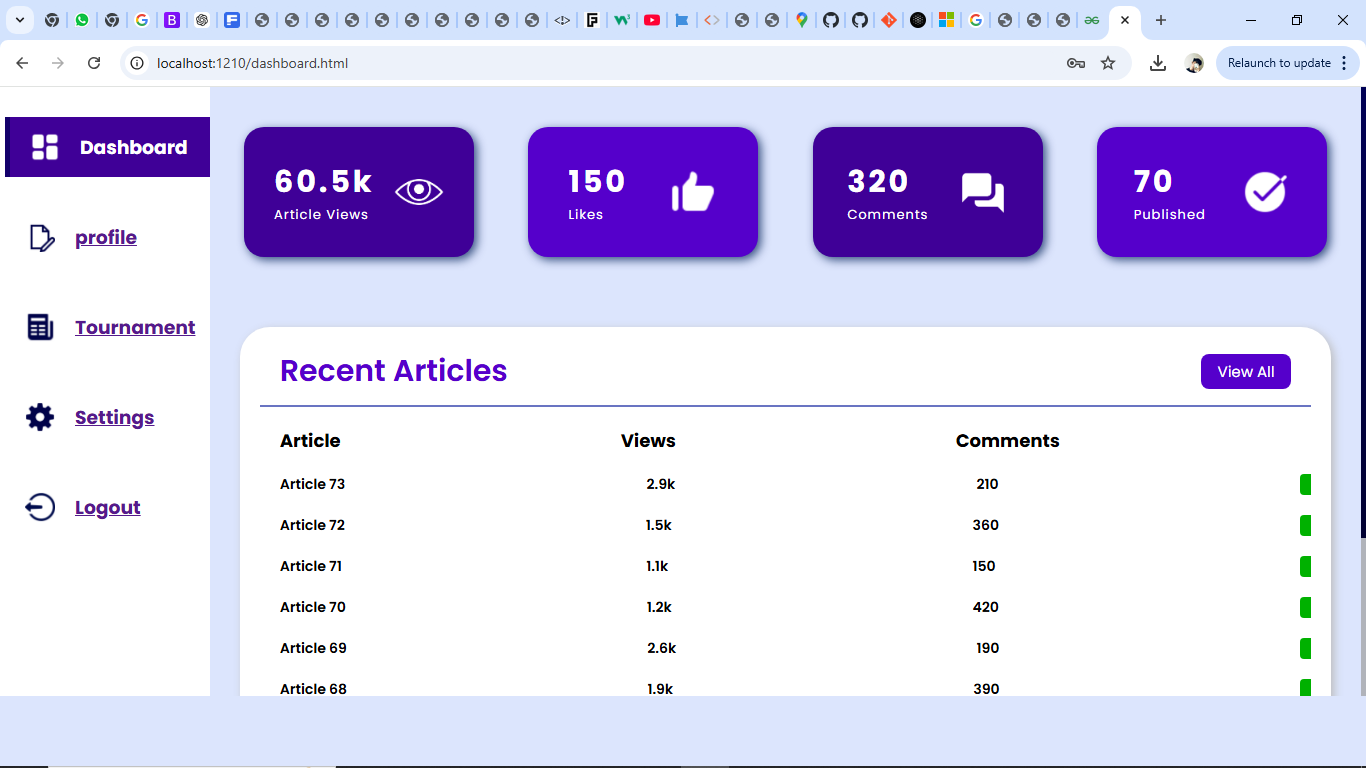 localhost:1210/dashboard.html
Relaunch to update
Dashboard
profile
Tournament
Settings
Logout
60.5k
Article Views
150
Likes
320
Comments
70
Published
Recent Articles
View All
Article Views Comments
Article 73 2.9k 210
Article 72 1.5k 360
Article 71 1.1k 150
Article 70 1.2k 420
Article 69 2.6k 190
Article 68 1.9k 390